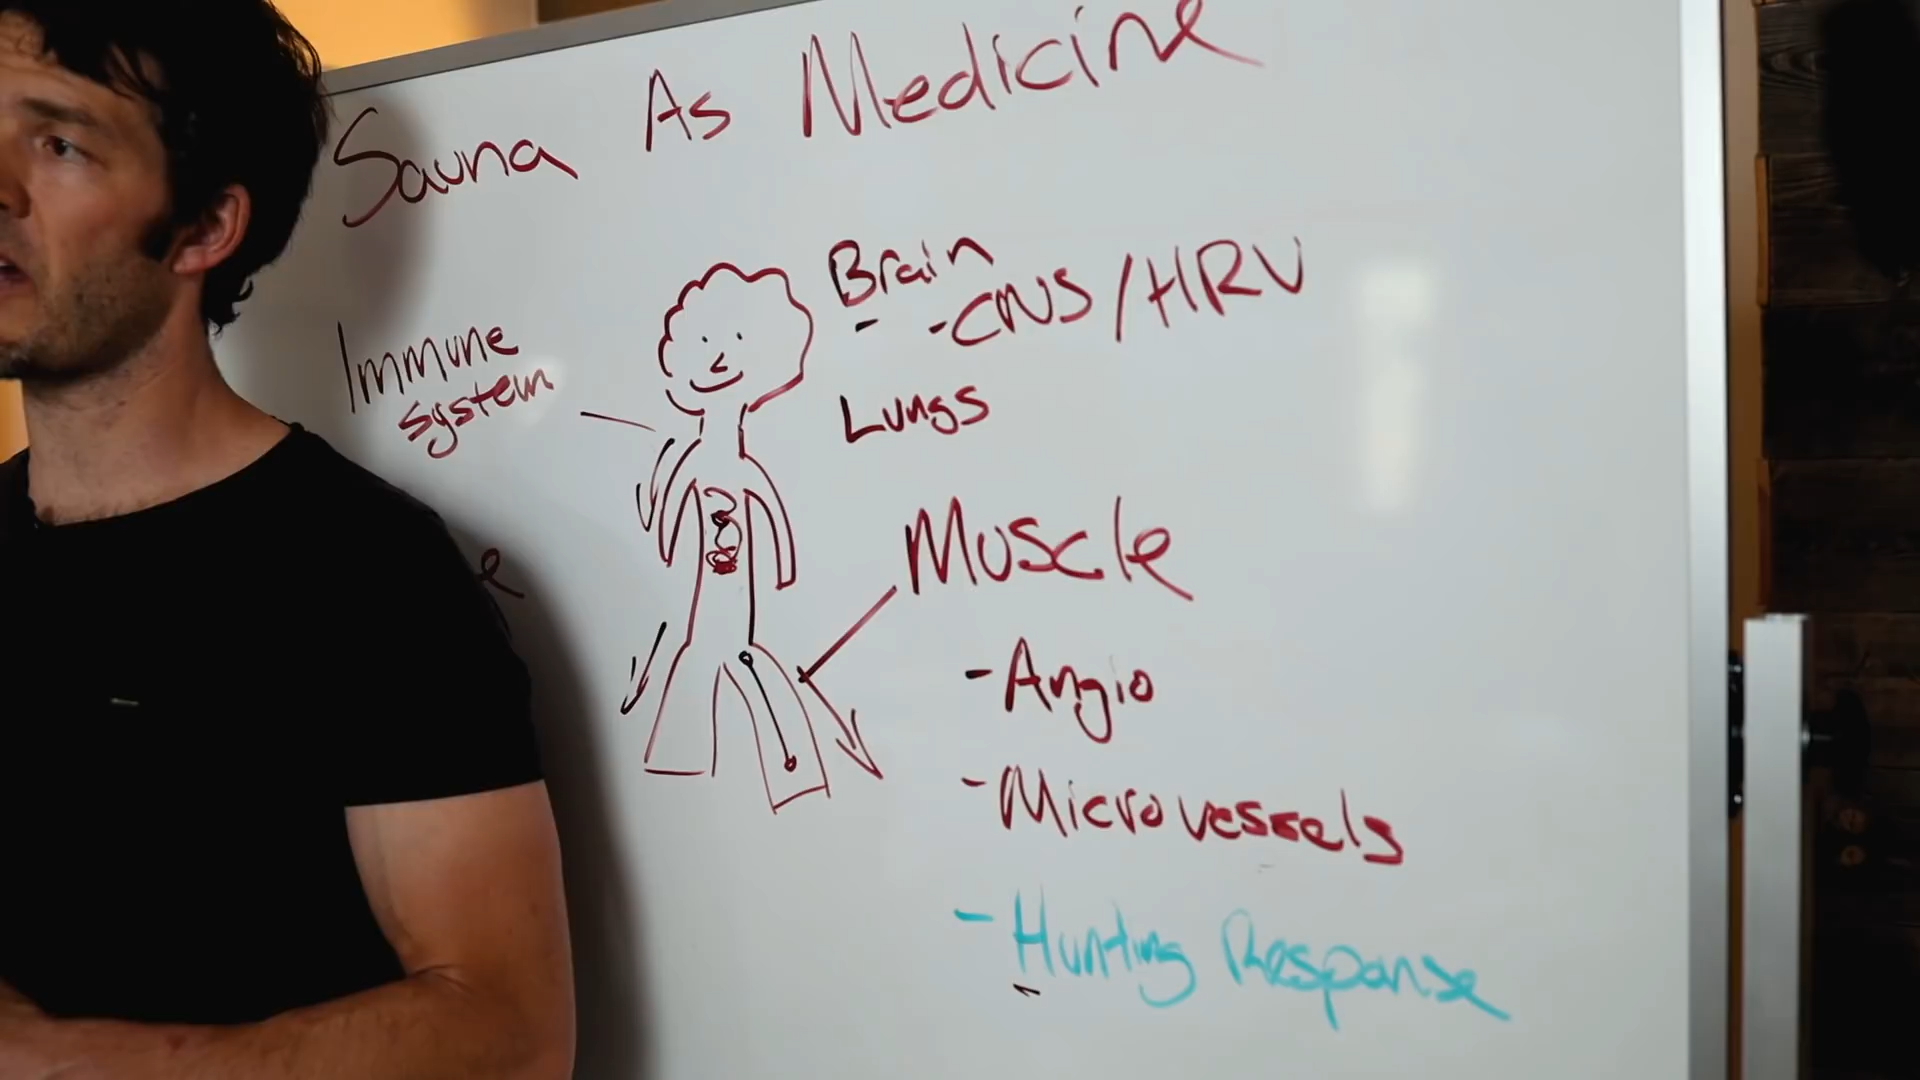 Sauna As Medicine
Brain
- -CNS/HRV
Immune
system
Lungs
Muscle
-Angio
-Microvessels
-Hunting Response
-